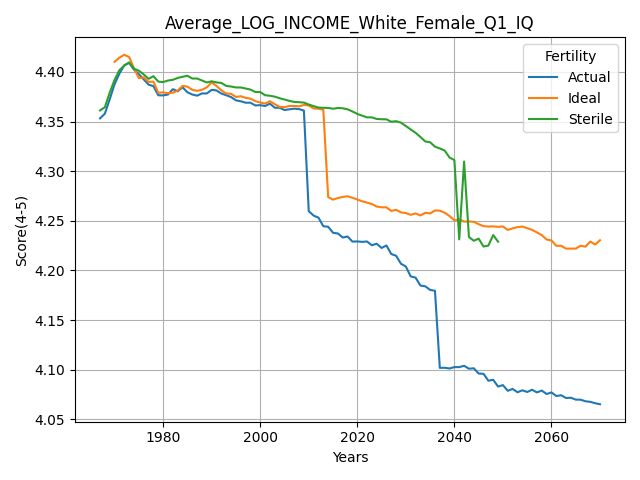 Average_LOG_INCOME_White_Female_Q1_IQ
Fertility
Actual
Ideal
Sterile
Score(4-5)
4.40
4.35
4.30
4.25
4.20
4.15
4.10
4.05
1980
2000
2020
2040
2060
Years